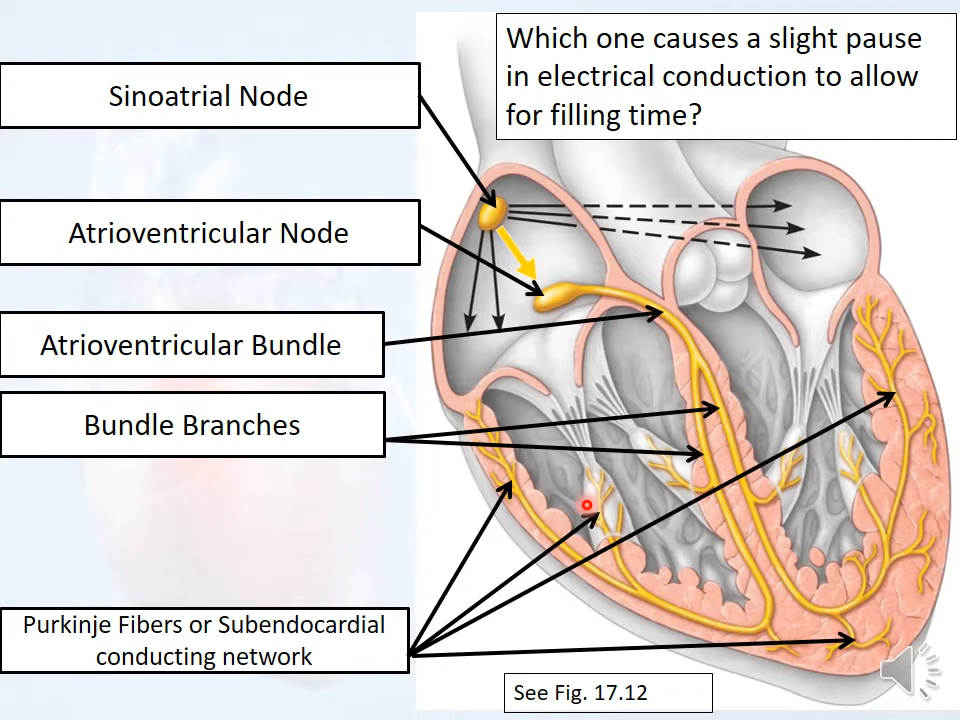 Which one causes a slight pause
in electrical conduction to allow
for filling time?
Sinoatrial Node
Atrioventricular Node
Atrioventricular Bundle
Bundle Branches
Purkinje Fibers or Subendocardial
conducting network
See Fig. 17.12